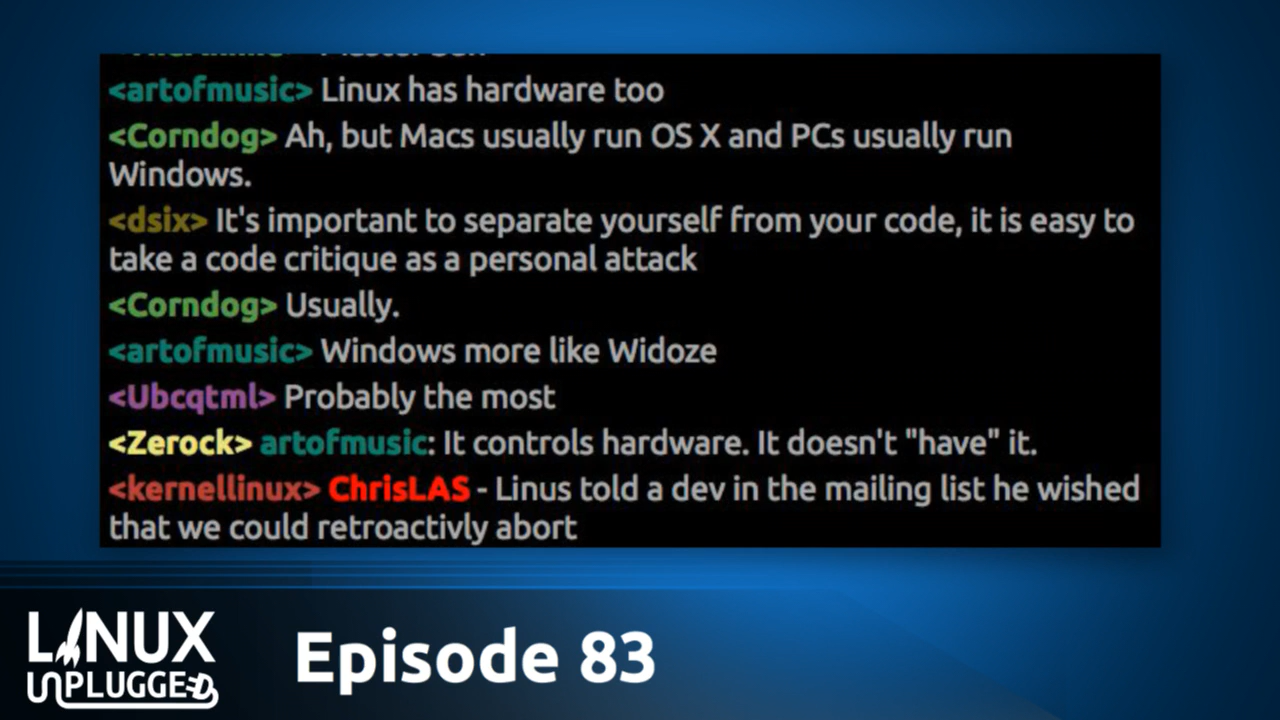 <artofmusic> Linux has hardware too
<Corndog> Ah, but Macs usually run OS X and PCs usually run
Windows.
<dsix> It's important to separate yourself from your code, it is easy to
take a code critique as a personal attack
<Corndog> Usually.
<artofmusic> Windows more like Widoze
<Ubcqtml> Probably the most
<Zerock> artofmusic: It controls hardware. It doesn't "have" it.
<kernellinux> ChrisLAS - Linus told a dev in the mailing list he wished
that we could retroactivly abort
LINUX
UNPLUGGED
Episode 83